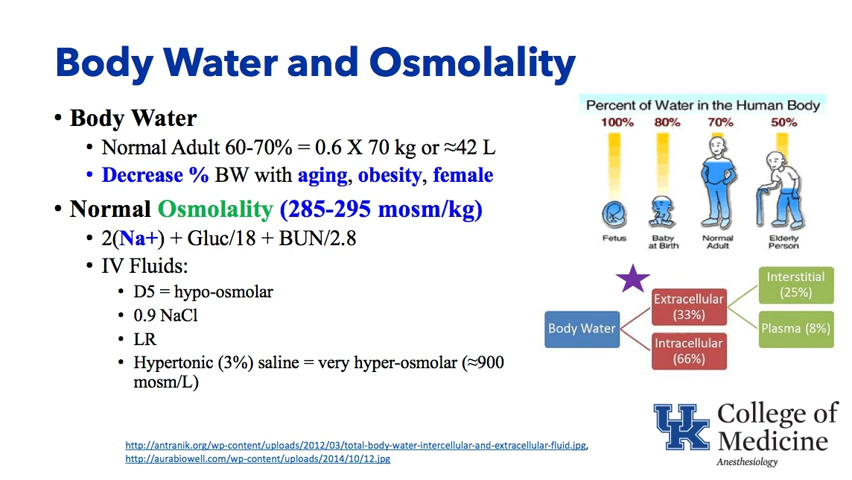 Body Water and Osmolality
• Body Water
• Normal Adult 60-70% = 0.6 X 70 kg or ≈42 L
• Decrease % BW with aging, obesity, female
• Normal Osmolality (285-295 mosm/kg)
• 2(Na+) + Gluc/18 + BUN/2.8
• IV Fluids:
• D5 = hypo-osmolar
• 0.9 NaCl
• LR
• Hypertonic (3%) saline = very hyper-osmolar (≈900
mosm/L)
http://antranik.org/wp-content/uploads/2012/03/total-body-water-intercellular-and-extracellular-fluid.jpg,
http://aurabiowell.com/wp-content/uploads/2014/10/12.jpg
Percent of Water in the Human Body
100% 80% 70% 50%
Fetus Baby Normal Elderly
at Birth Adult Person
Body Water
Extracellular
(33%)
Intracellular
(66%)
Interstitial
(25%)
Plasma (8%)
UK College of
Medicine
Anesthesiology